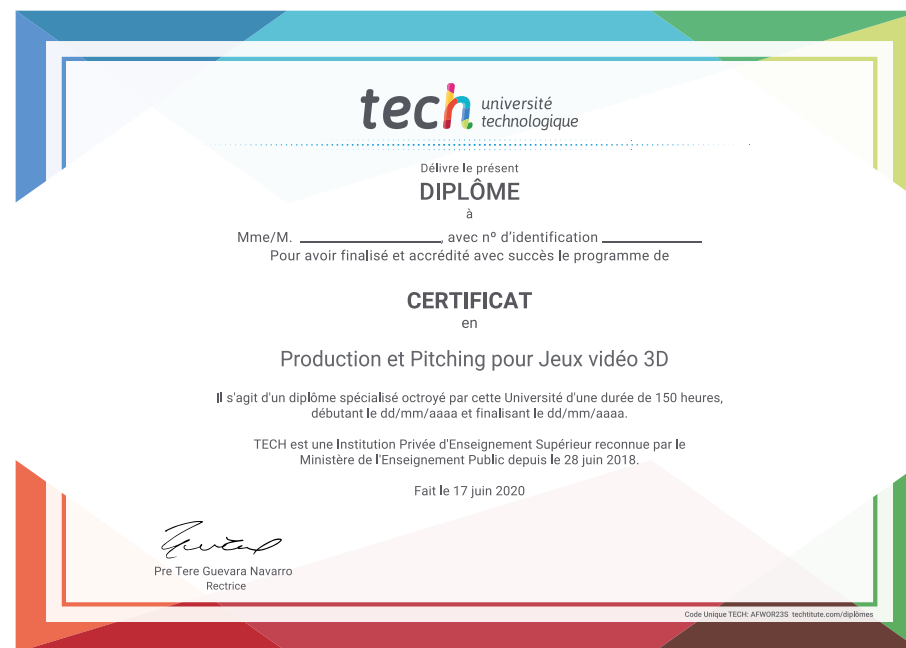 tech université
technologique
Délivre le présent
DIPLÔME
à
Mme/M. ____________________, avec nº d'identification ______________
Pour avoir finalisé et accrédité avec succès le programme de
CERTIFICAT
en
Production et Pitching pour Jeux vidéo 3D
Il s'agit d'un diplôme spécialisé octroyé par cette Université d'une durée de 150 heures,
débutant le dd/mm/aaaa et finalisant le dd/mm/aaaa.
TECH est une Institution Privée d'Enseignement Supérieur reconnue par le
Ministère de l'Enseignement Public depuis le 28 juin 2018.
Fait le 17 juin 2020
Pre Tere Guevara Navarro
Rectrice
Code Unique TECH: AFWOR23S techtitute.com/diplômes